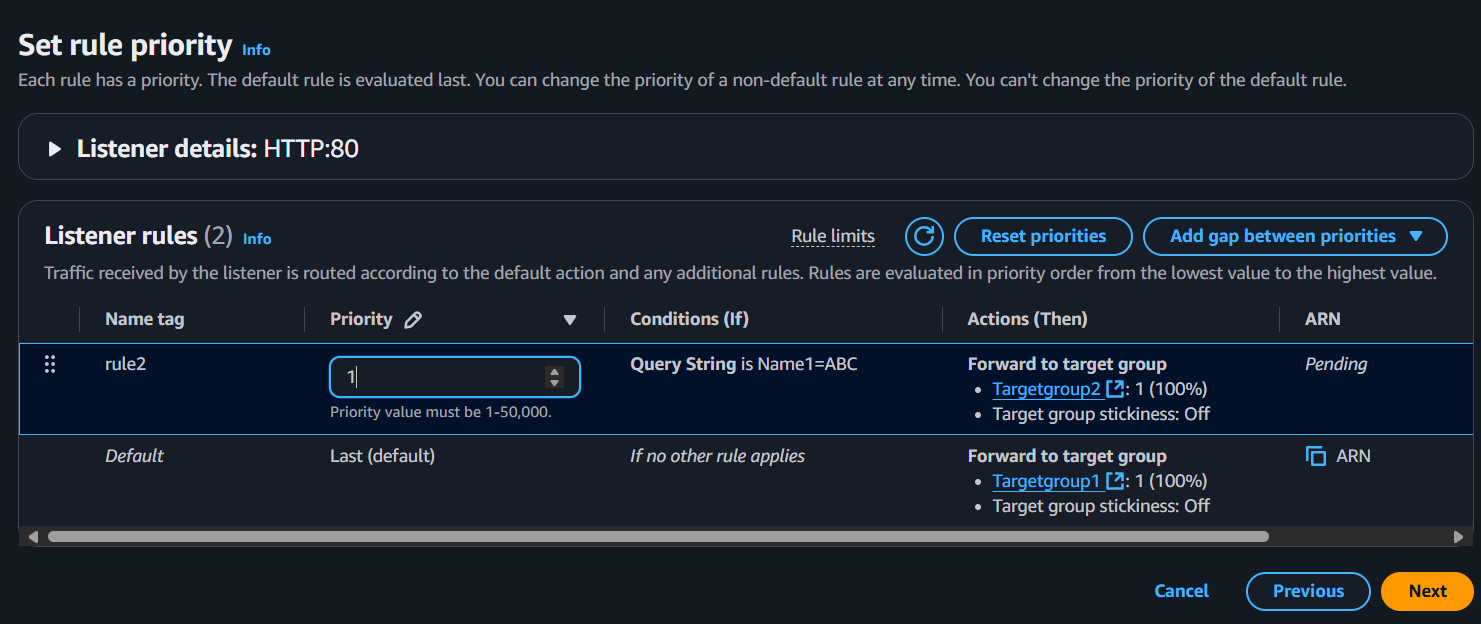 Set rule priority Info
Each rule has a priority. The default rule is evaluated last. You can change the priority of a non-default rule at any time. You can't change the priority of the default rule.
Listener details: HTTP:80
Listener rules (2) Info
Rule limits
Reset priorities
Add gap between priorities
Traffic received by the listener is routed according to the default action and any additional rules. Rules are evaluated in priority order from the lowest value to the highest value.
Name tag Priority Conditions (If) Actions (Then) ARN
rule2 1 Query String is Name1=ABC Forward to target group Pending
Targetgroup2 : 1 (100%)
Priority value must be 1-50,000. Target group stickiness: Off
Default Last (default) If no other rule applies Forward to target group ARN
Targetgroup1 : 1 (100%)
Target group stickiness: Off
Cancel Previous Next